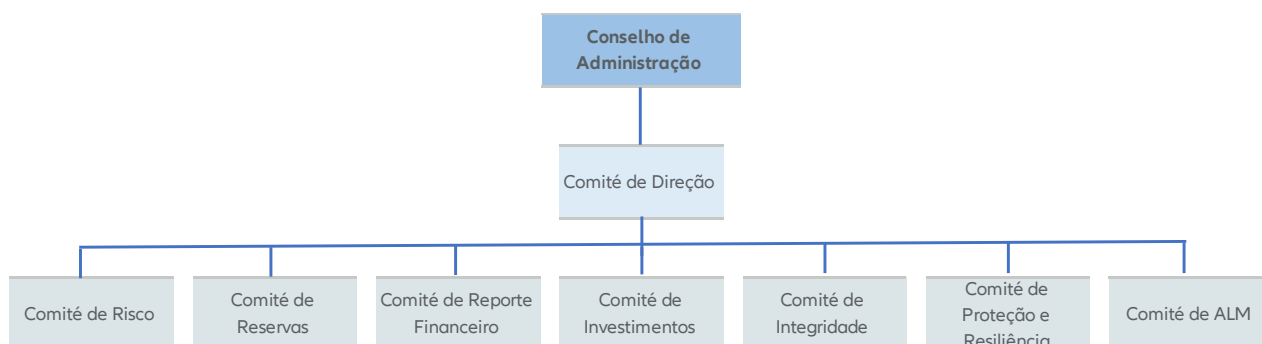 Conselho de
Administração
Comité de Direção
Comité de Risco
Comité de
Reservas
Comité de Reporte
Financeiro
Comité de
Investimentos
Comité de
Integridade
Comité de
Proteção e
Resiliência
Comité de ALM